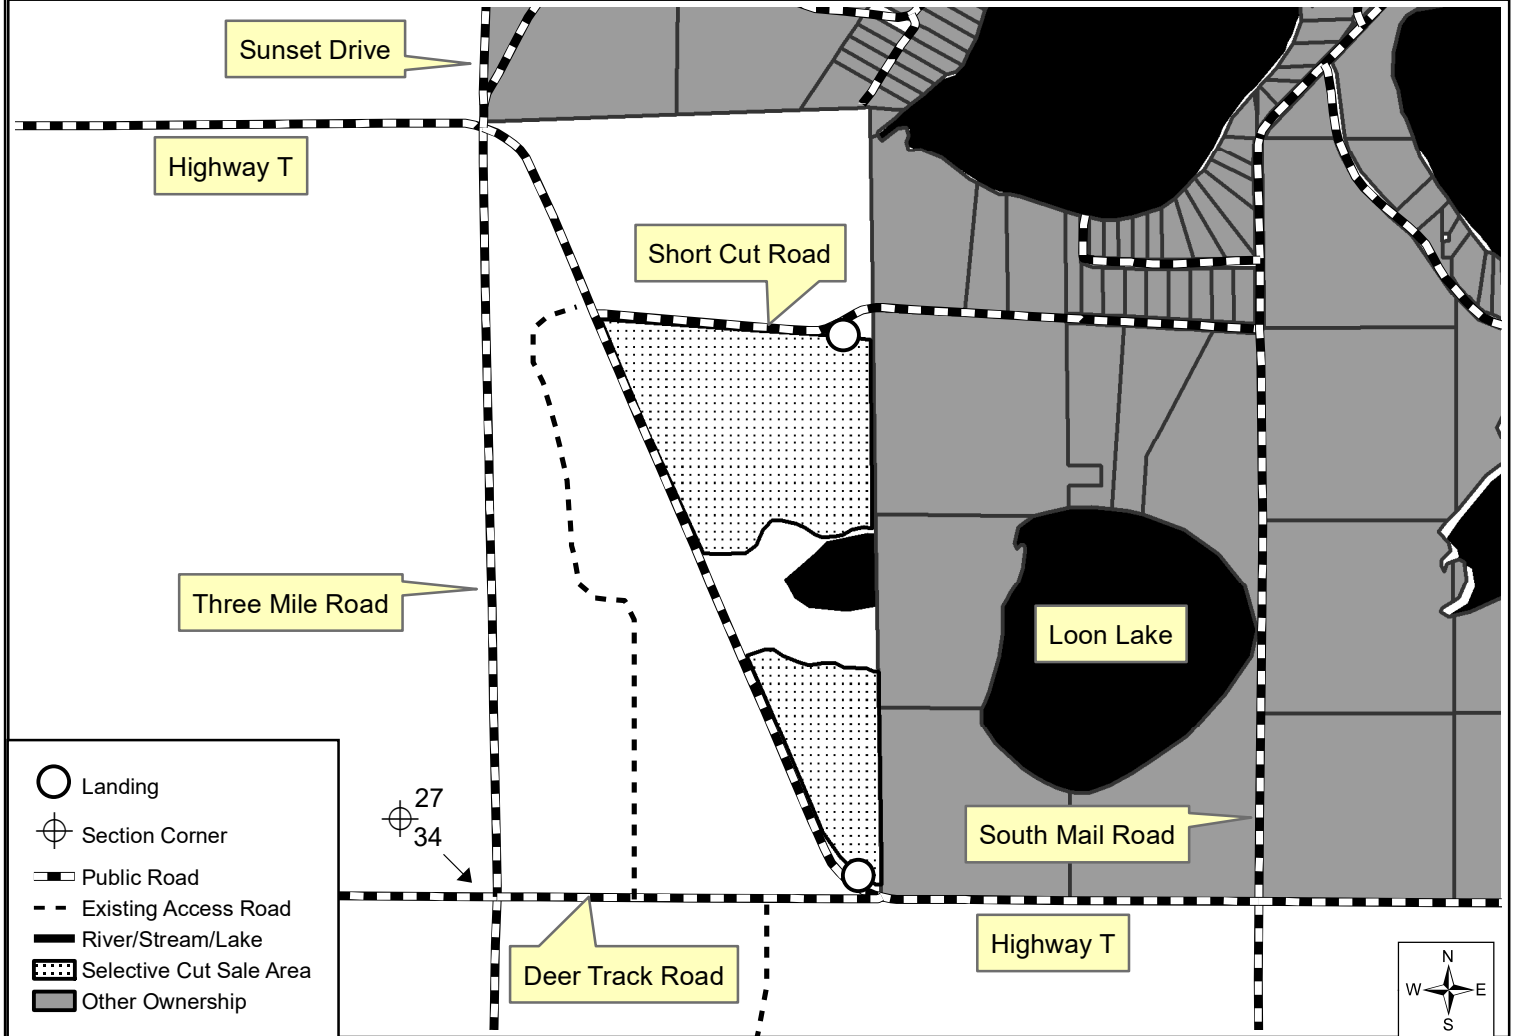 Sunset Drive
Highway T
Short Cut Road
Three Mile Road
Loon Lake
South Mail Road
Highway T
Deer Track Road
27
34
Landing
Section Corner
Public Road
Existing Access Road
River/Stream/Lake
Selective Cut Sale Area
Other Ownership
N
W E
S